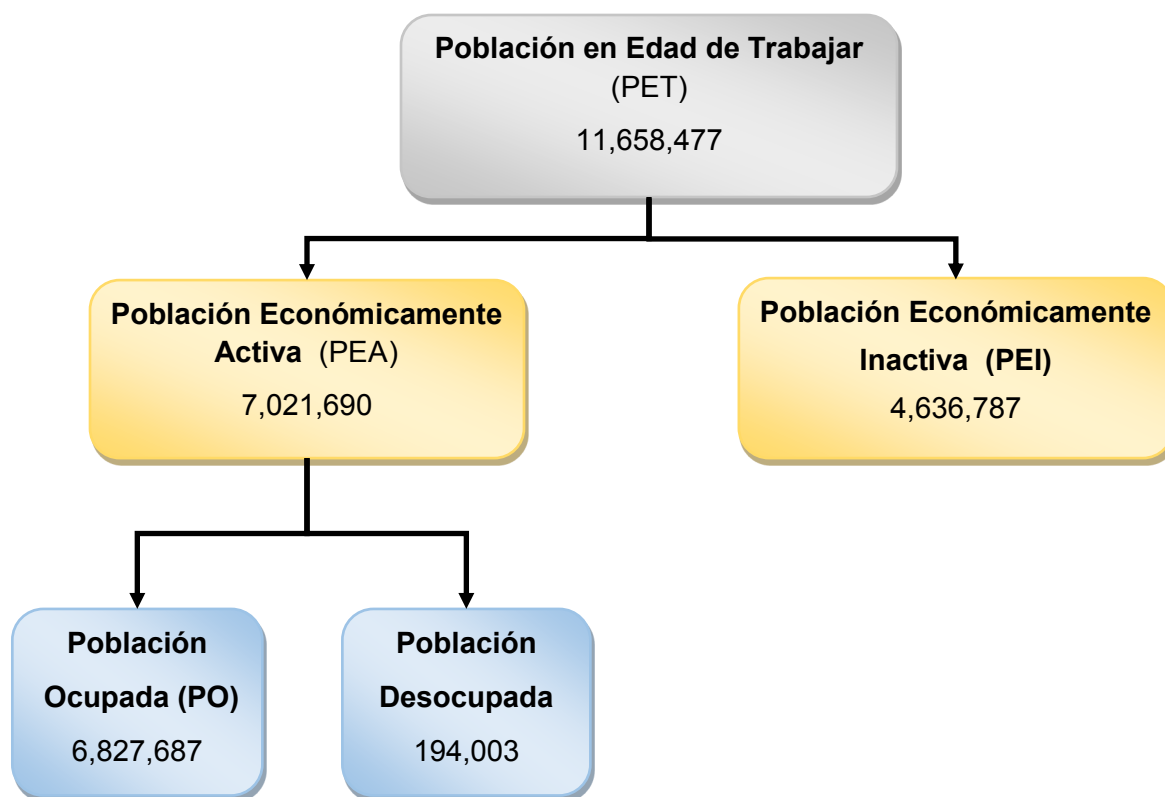 Población en Edad de Trabajar
(PET)
11,658,477
Población Económicamente
Activa (PEA)
7,021,690
Población Económicamente
Inactiva (PEI)
4,636,787
Población
Ocupada (PO)
6,827,687
Población
Desocupada
194,003